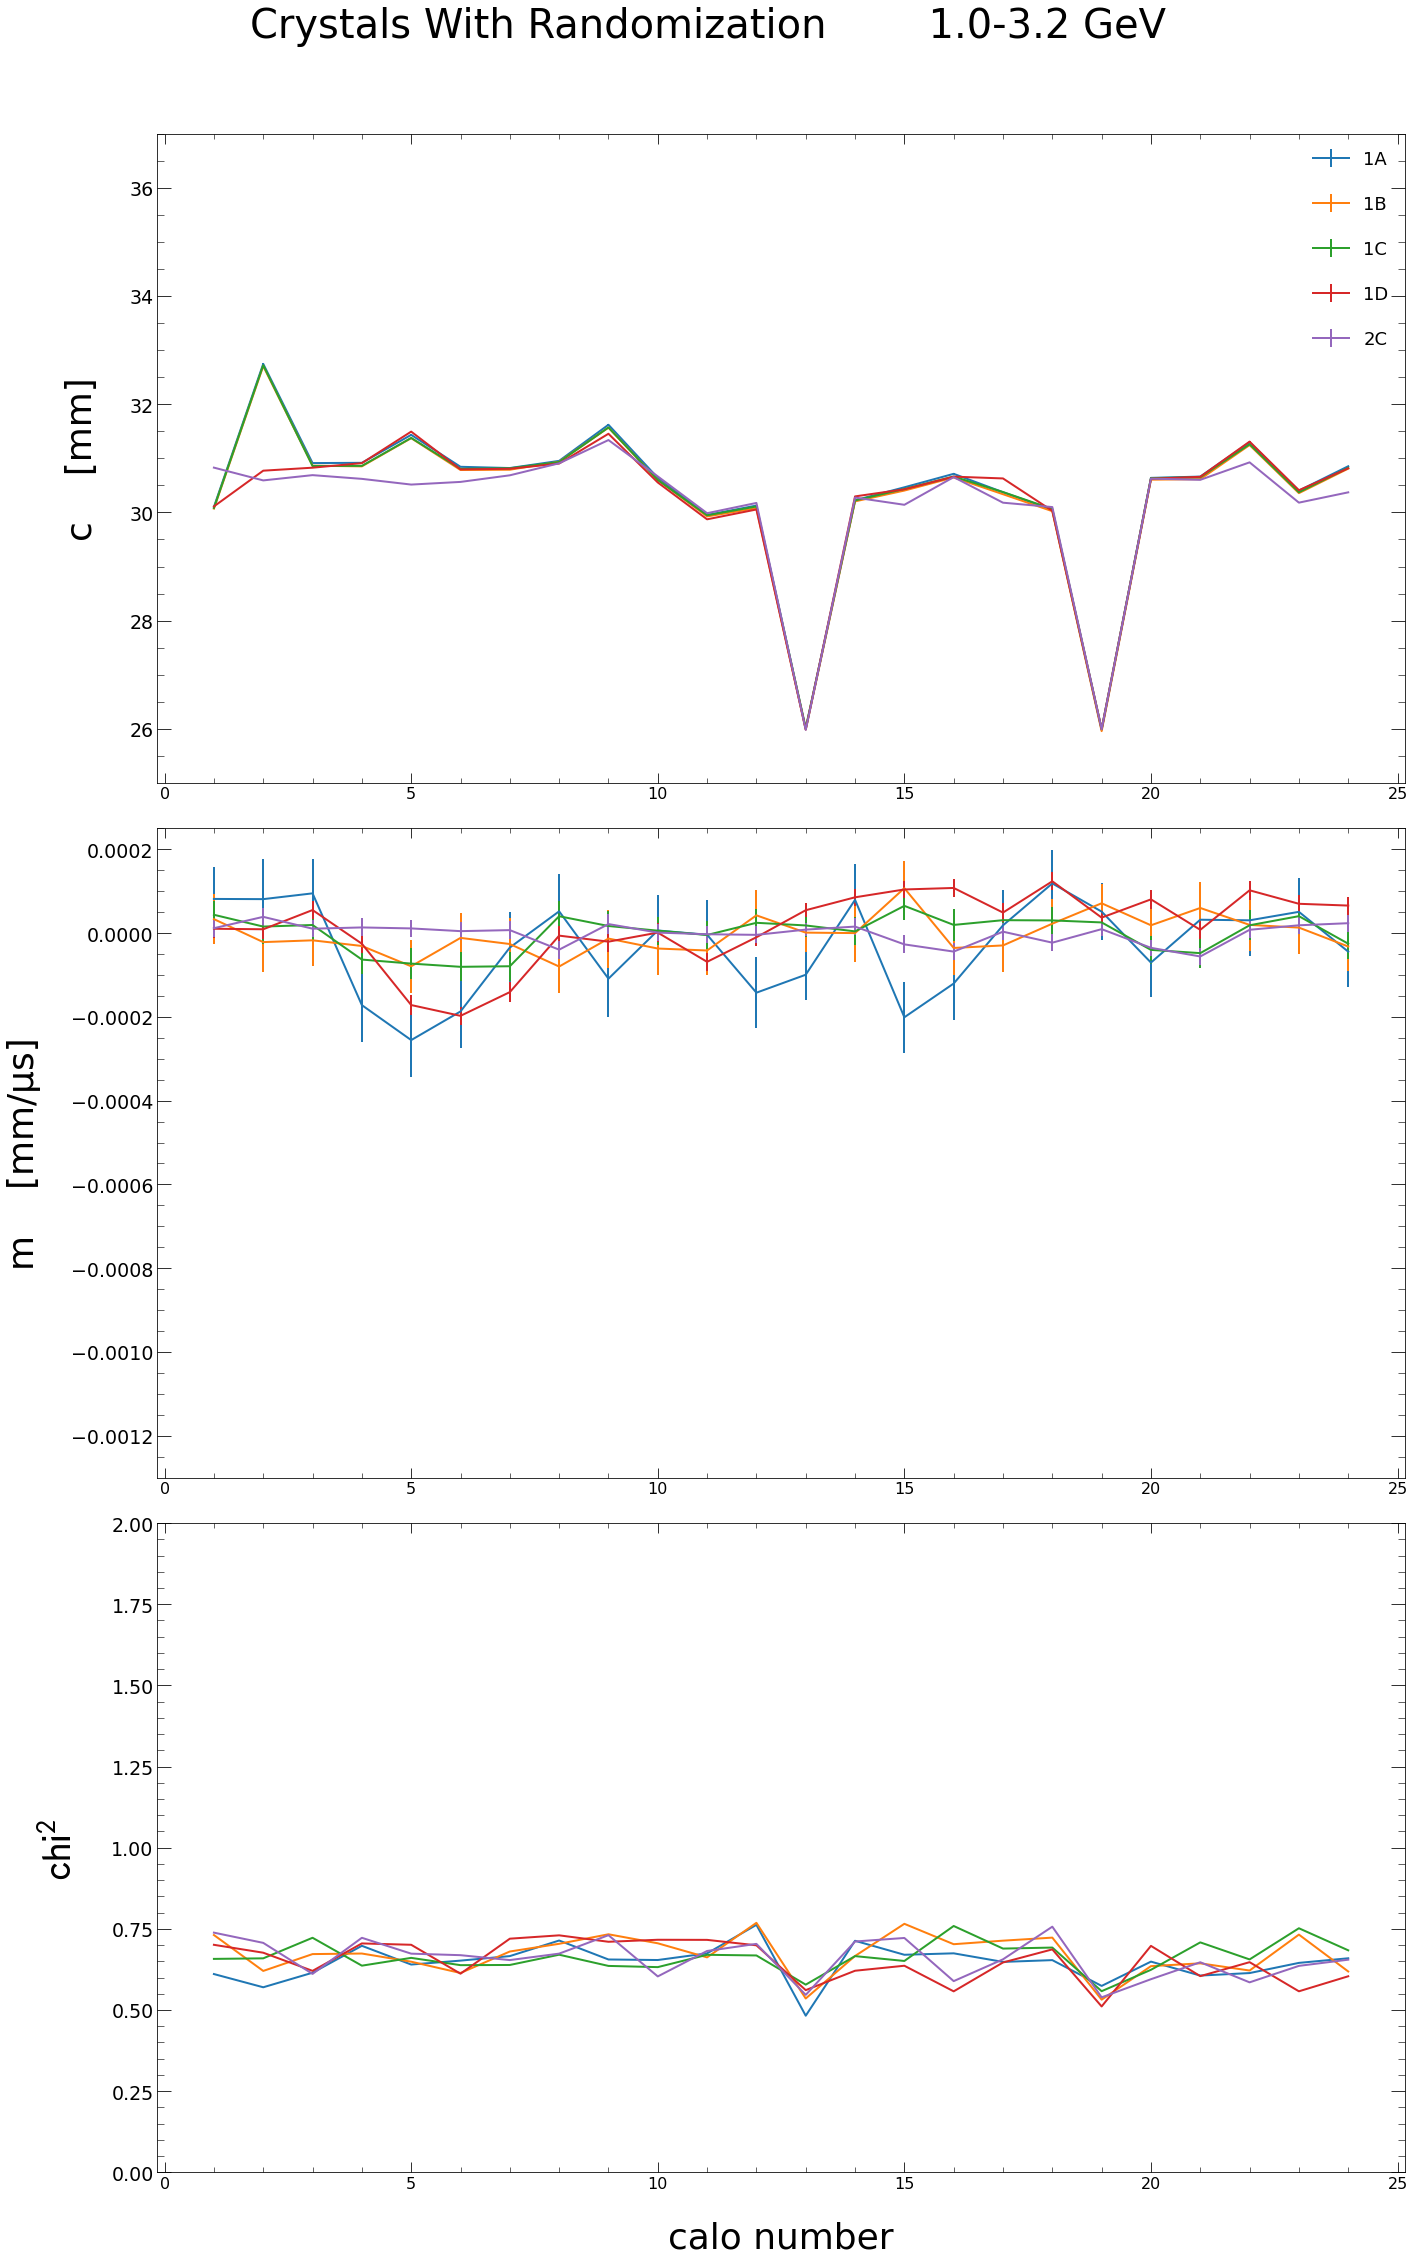 Crystals With Randomization 1.0-3.2 GeV
1A
1B
1C
1D
2C
36
34
32
30
28
26
c [mm]
0 5 10 15 20 25
0.0002
0.0000
−0.0002
−0.0004
−0.0006
−0.0008
−0.0010
−0.0012
m [mm/μs]
0 5 10 15 20 25
2.00
1.75
1.50
1.25
1.00
0.75
0.50
0.25
0.00
chi²
0 5 10 15 20 25
calo number